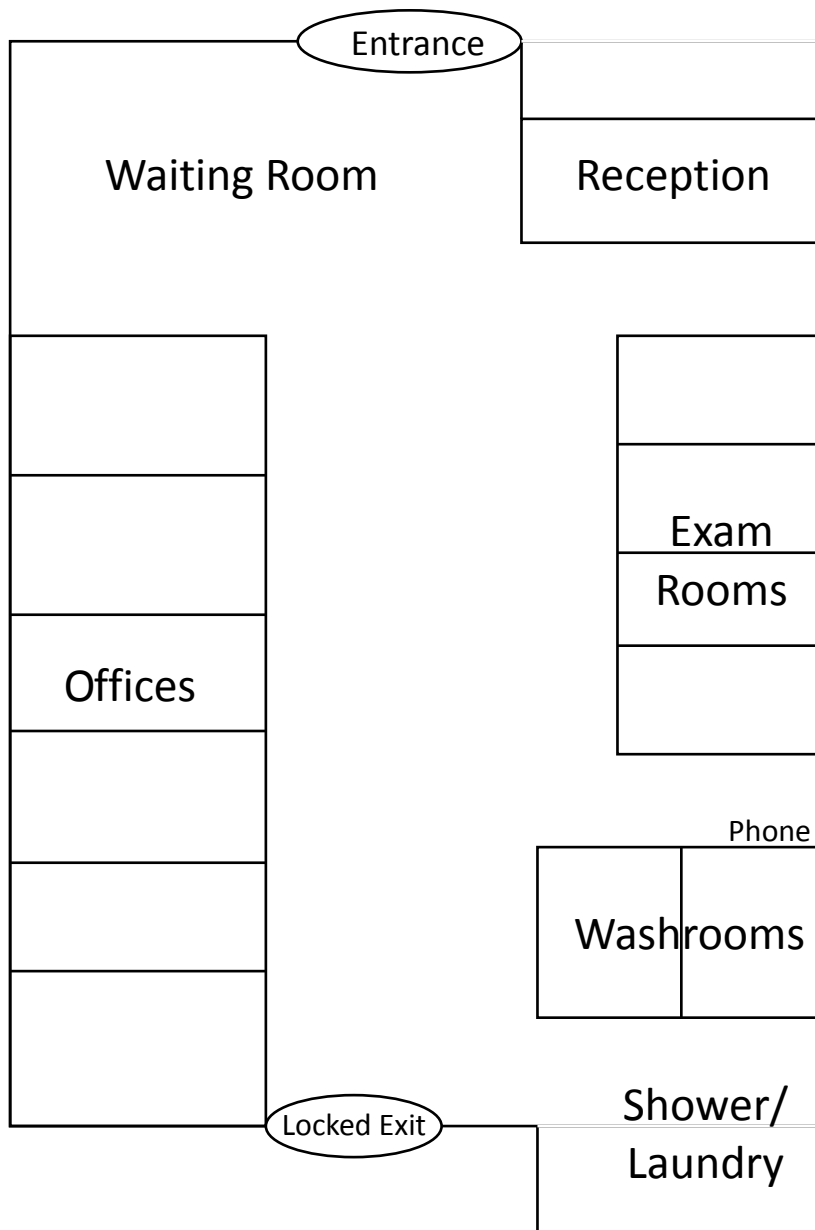 Entrance
Waiting Room
Reception
Exam
Rooms
Offices
Phone
Washrooms
Shower/
Locked Exit
Laundry